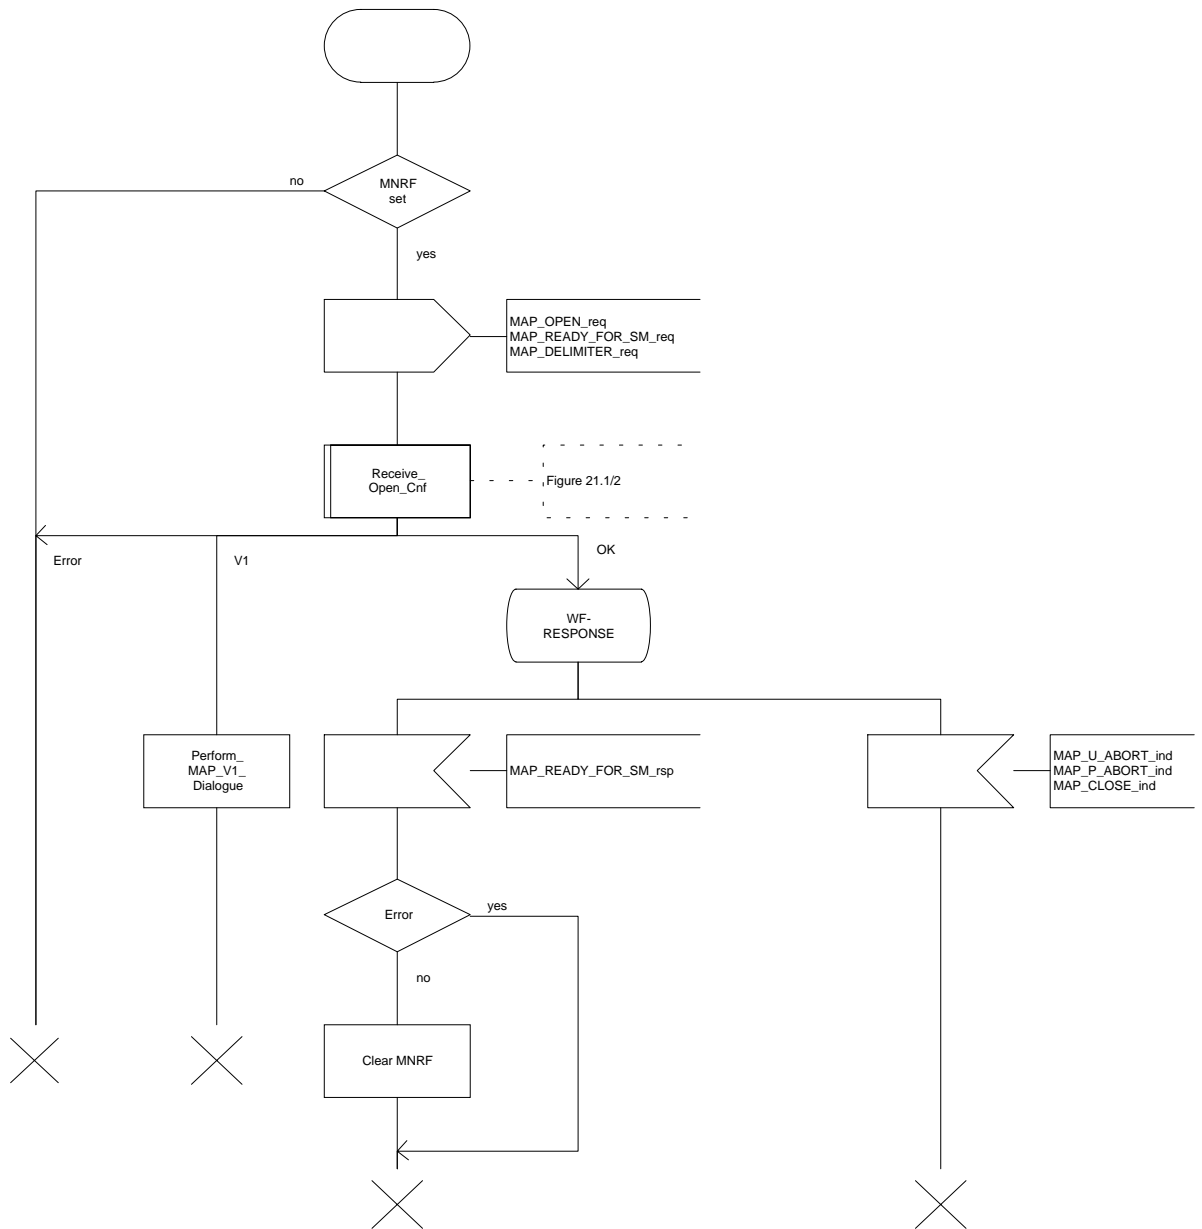 no
MNRF
set
yes
MAP_OPEN_req
MAP_READY_FOR_SM_req
MAP_DELIMITER_req
Receive_
Open_Cnf
Figure 21.1/2
Error
V1
OK
WF-
RESPONSE
Perform_
MAP_V1_
Dialogue
MAP_READY_FOR_SM_rsp
MAP_U_ABORT_ind
MAP_P_ABORT_ind
MAP_CLOSE_ind
Error
yes
no
Clear MNRF